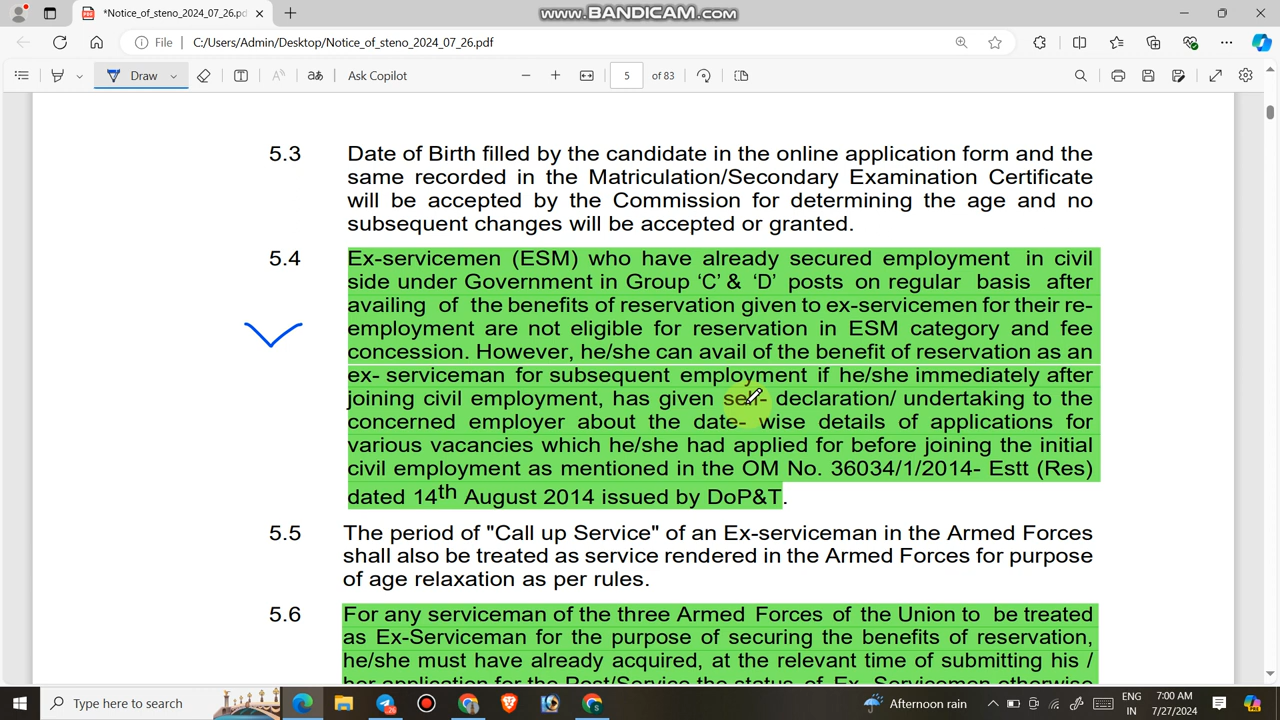 *Notice_of_steno_2024_07_26.pd
www.BANDICAM.com
File
C:/Users/Admin/Desktop/Notice_of_steno_2024_07_26.pdf
Draw
aあ
Ask Copilot
5
of 83
5.3 Date of Birth filled by the candidate in the online application form and the
same recorded in the Matriculation/Secondary Examination Certificate
will be accepted by the Commission for determining the age and no
subsequent changes will be accepted or granted.
5.4 Ex-servicemen (ESM) who have already secured employment in civil
side under Government in Group ‘C’ & ‘D’ posts on regular basis after
availing of the benefits of reservation given to ex-servicemen for their re-
employment are not eligible for reservation in ESM category and fee
concession. However, he/she can avail of the benefit of reservation as an
ex- serviceman for subsequent employment if he/she immediately after
joining civil employment, has given self- declaration/ undertaking to the
concerned employer about the date- wise details of applications for
various vacancies which he/she had applied for before joining the initial
civil employment as mentioned in the OM No. 36034/1/2014- Estt (Res)
dated 14th August 2014 issued by DoP&T.
5.5 The period of "Call up Service" of an Ex-serviceman in the Armed Forces
shall also be treated as service rendered in the Armed Forces for purpose
of age relaxation as per rules.
5.6 For any serviceman of the three Armed Forces of the Union to be treated
as Ex-Serviceman for the purpose of securing the benefits of reservation,
he/she must have already acquired, at the relevant time of submitting his /
her application for the Post/Service the status of Ex- Servicemen otherwise
Type here to search
Afternoon rain
ENG
IN
7:00 AM
7/27/2024